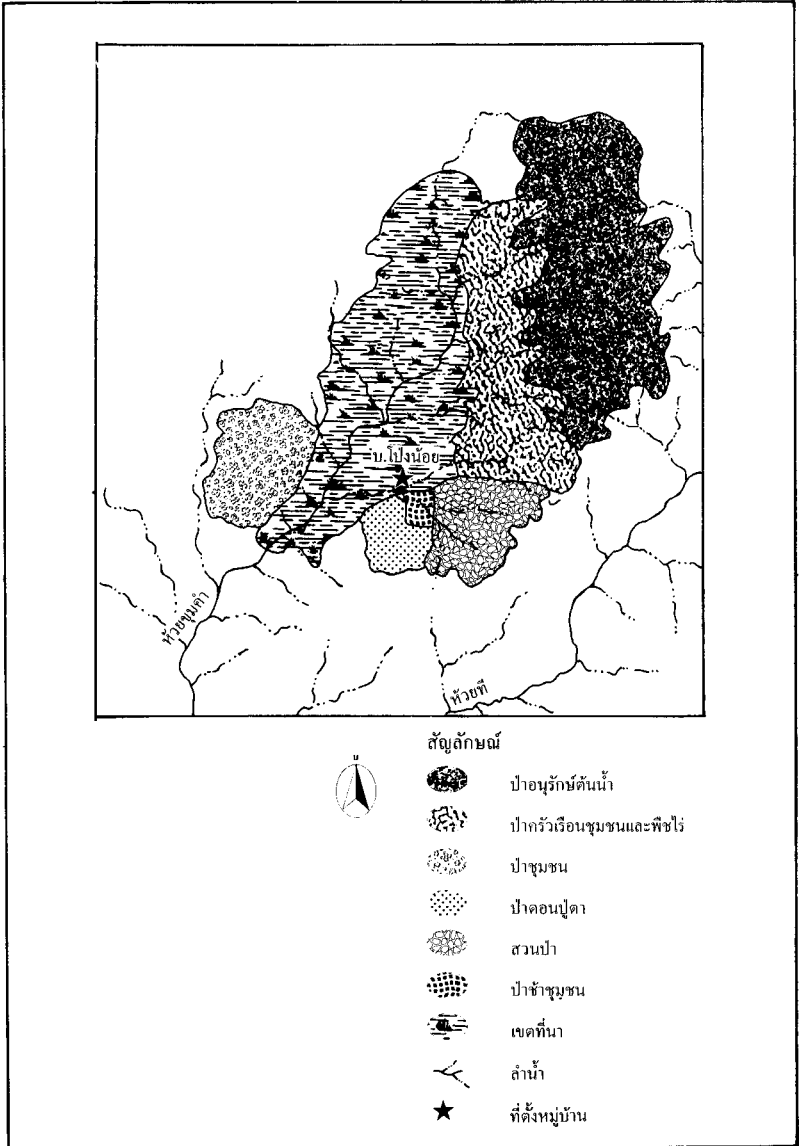 บ.โป่งน้อย
ห้วยขุมคำ
ห้วยที
สัญลักษณ์
น
ป่าอนุรักษ์ต้นน้ำ
ป่าครัวเรือนชุมชนและพืชไร่
ป่าชุมชน
ป่าดอนปู่ตา
สวนป่า
ป่าช้าชุมชน
เขตที่นา
ลำน้ำ
ที่ตั้งหมู่บ้าน